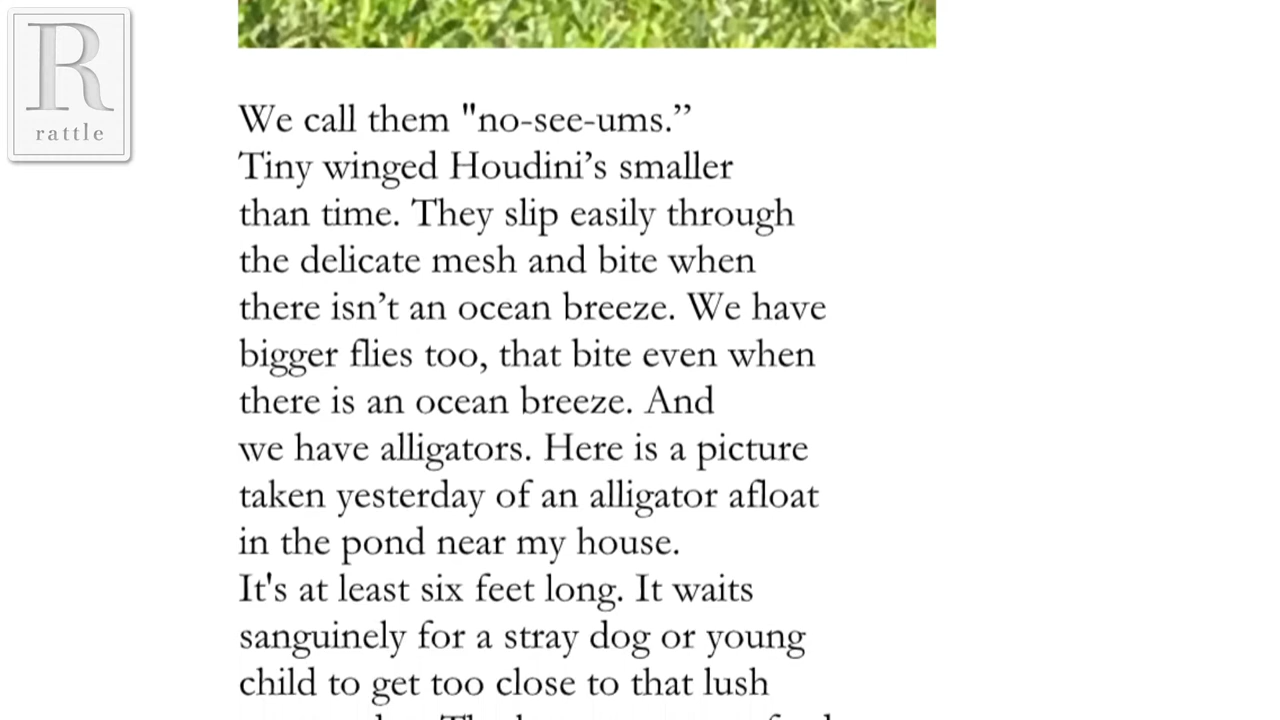 R
rattle
We call them "no-see-ums.”
Tiny winged Houdini’s smaller
than time. They slip easily through
the delicate mesh and bite when
there isn’t an ocean breeze. We have
bigger flies too, that bite even when
there is an ocean breeze. And
we have alligators. Here is a picture
taken yesterday of an alligator afloat
in the pond near my house.
It's at least six feet long. It waits
sanguinely for a stray dog or young
child to get too close to that lush